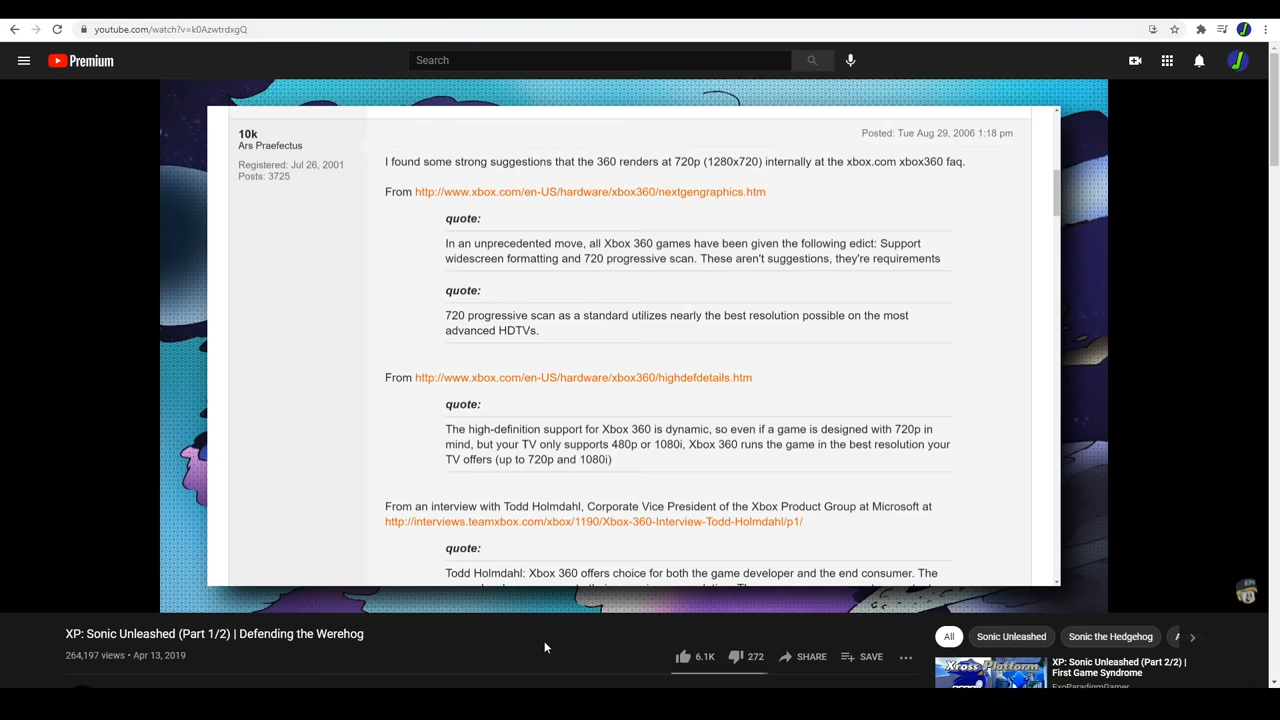 youtube.com/watch?v=k0AzwtrdxgQ
Premium
Search
10k
Ars Praefectus
Registered: Jul 26, 2001
Posts: 3725
Posted: Tue Aug 29, 2006 1:18 pm
I found some strong suggestions that the 360 renders at 720p (1280x720) internally at the xbox.com xbox360 faq.
From http://www.xbox.com/en-US/hardware/xbox360/nextgengraphics.htm
quote:
In an unprecedented move, all Xbox 360 games have been given the following edict: Support
widescreen formatting and 720 progressive scan. These aren't suggestions, they're requirements
quote:
720 progressive scan as a standard utilizes nearly the best resolution possible on the most
advanced HDTVs.
From http://www.xbox.com/en-US/hardware/xbox360/highdefdetails.htm
quote:
The high-definition support for Xbox 360 is dynamic, so even if a game is designed with 720p in
mind, but your TV only supports 480p or 1080i, Xbox 360 runs the game in the best resolution your
TV offers (up to 720p and 1080i)
From an interview with Todd Holmdahl, Corporate Vice President of the Xbox Product Group at Microsoft at
http://interviews.teamxbox.com/xbox/1190/Xbox-360-Interview-Todd-Holmdahl/p1/
quote:
Todd Holmdahl: Xbox 360 offers choice for both the game developer and the end consumer. The
XP: Sonic Unleashed (Part 1/2) | Defending the Werehog
264,197 views • Apr 13, 2019
6.1K
272
SHARE
SAVE
All
Sonic Unleashed
Sonic the Hedgehog
Xross Platform
XP: Sonic Unleashed (Part 2/2) |
First Game Syndrome
ExoParadigmGamer